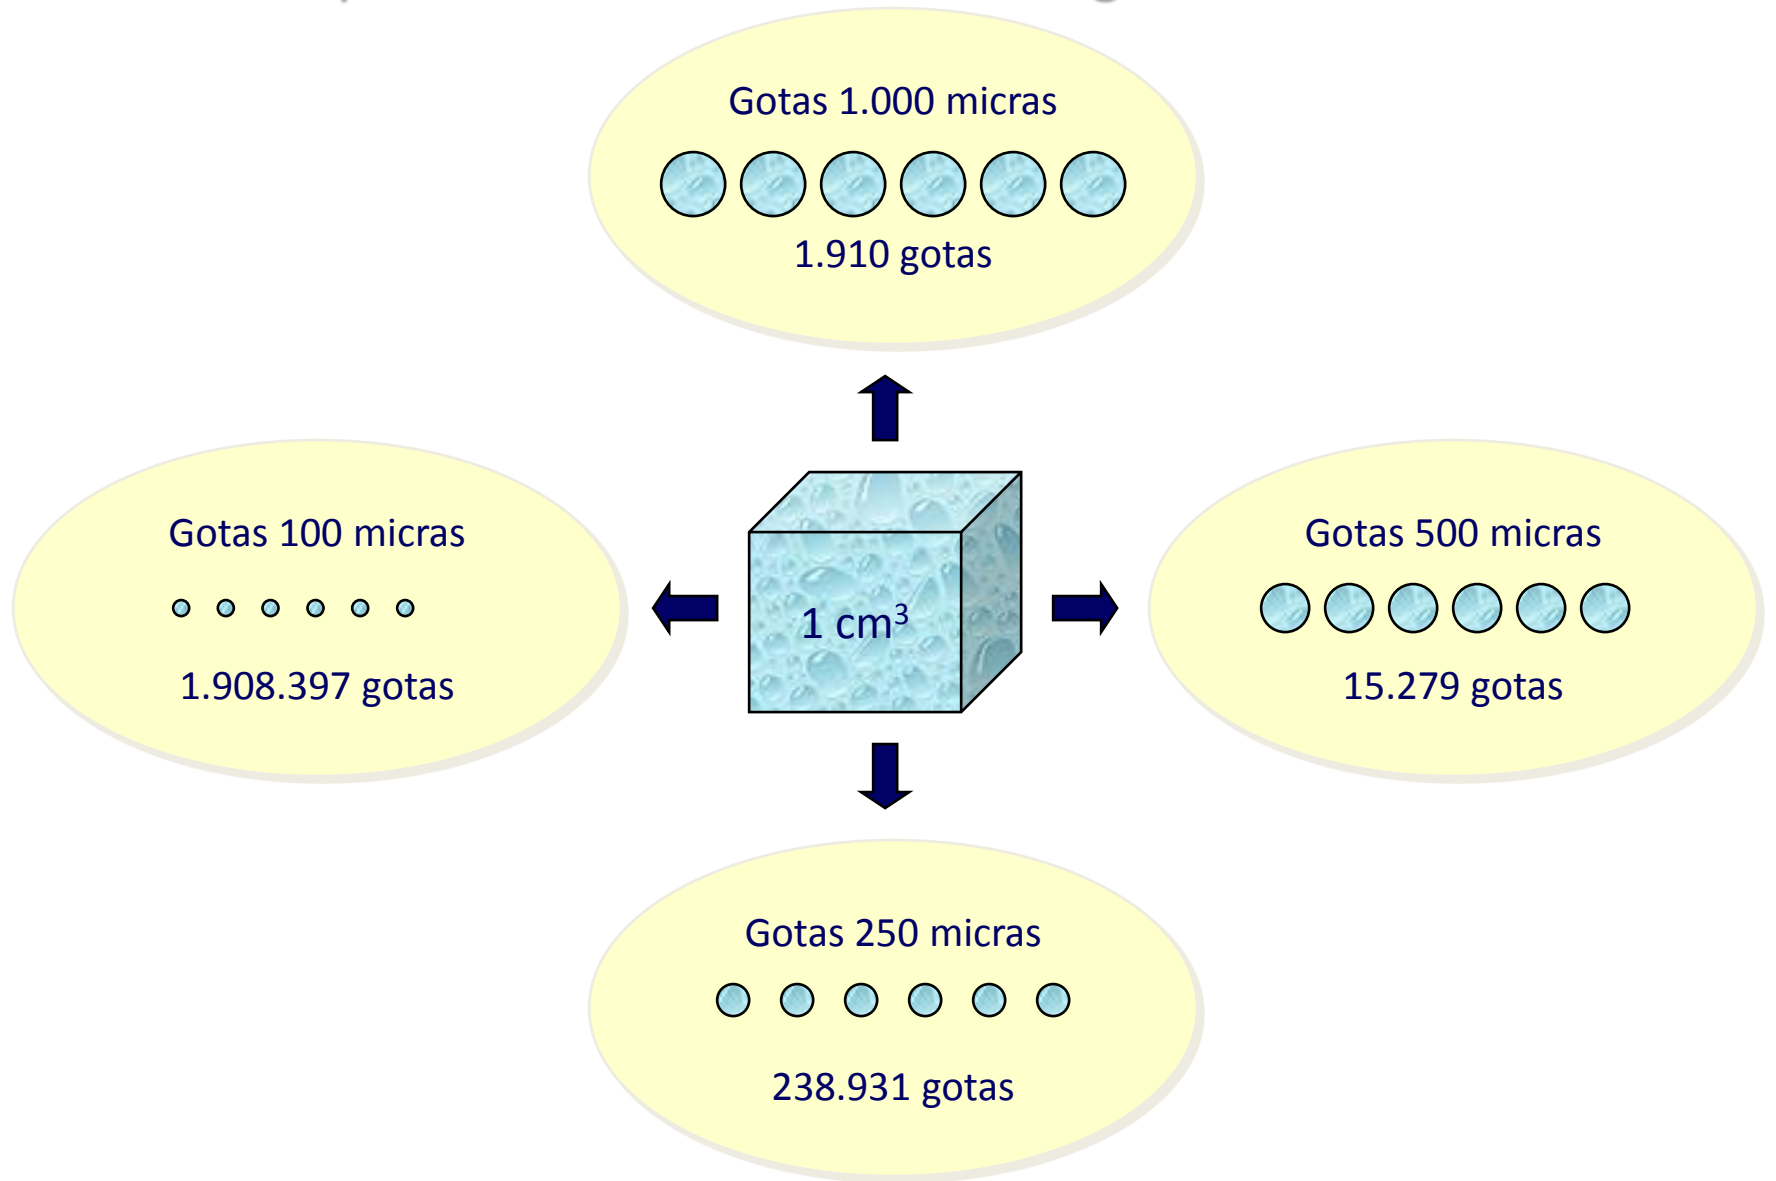 Gotas 1.000 micras
1.910 gotas
Gotas 100 micras
1.908.397 gotas
1 cm³
Gotas 500 micras
15.279 gotas
Gotas 250 micras
238.931 gotas